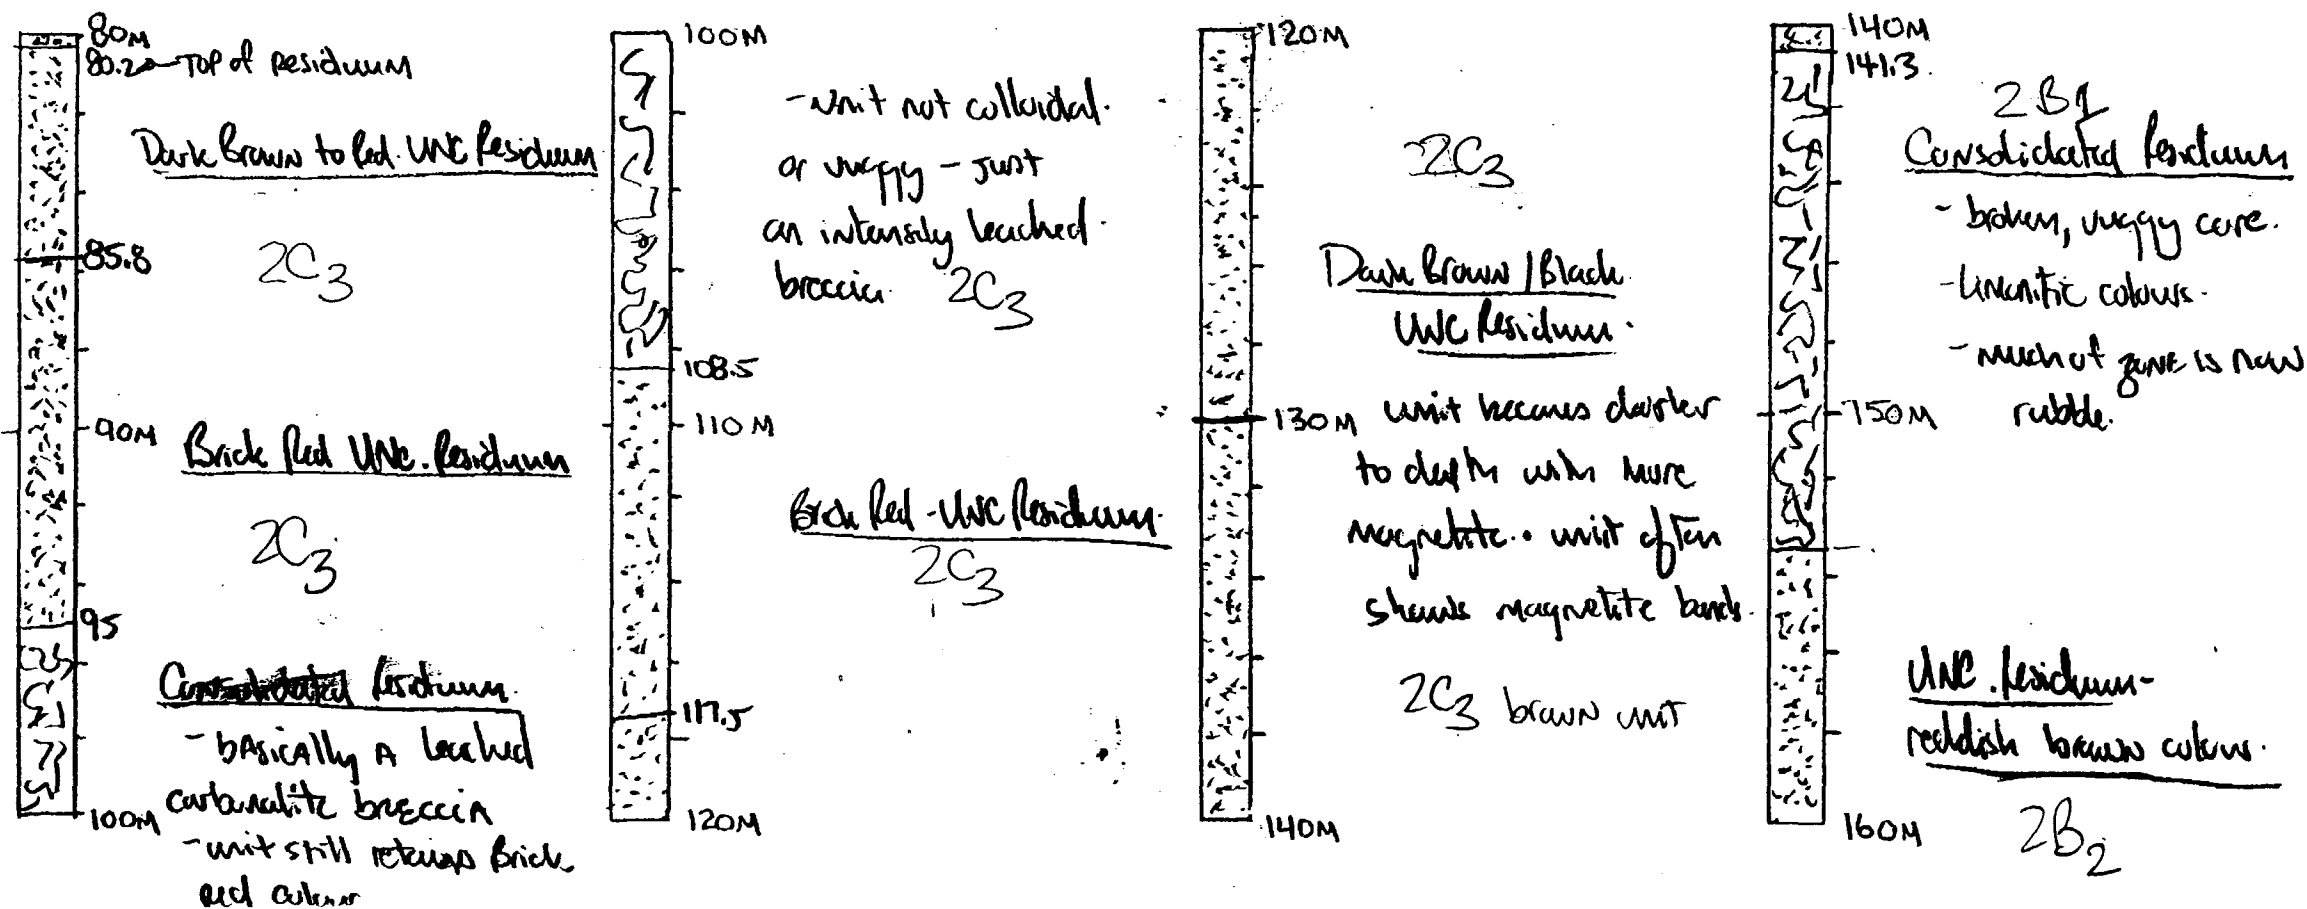 80M
80.2 - TOP of Residuum
Dark Brown to Red. UNC Residuum
85.8
2C3
90M
Brick Red UNC. Residuum
2C3
95
Consolidated Residuum
- bAsicAlly A leached
carbonatite breccia
- unit still retains Brick
red colour
100M
100M
- unit not colloidal
or vuggy - just
an intensely leached
breccia 2C3
108.5
110M
Brick Red - UNC Residuum
2C3
117.5
120M
120M
2C3
Dark Brown / Black
UNC Residuum.
130M
unit becomes darker
to depth with more
magnetite. unit often
shows magnetite bands
2C3 brown unit
140M
140M
141.3
2B1
Consolidated Residuum
- broken, vuggy core.
- limonitic colours.
- much of zone is now
rubble.
150M
UNC. Residuum -
reddish brown colour.
160M
2B2